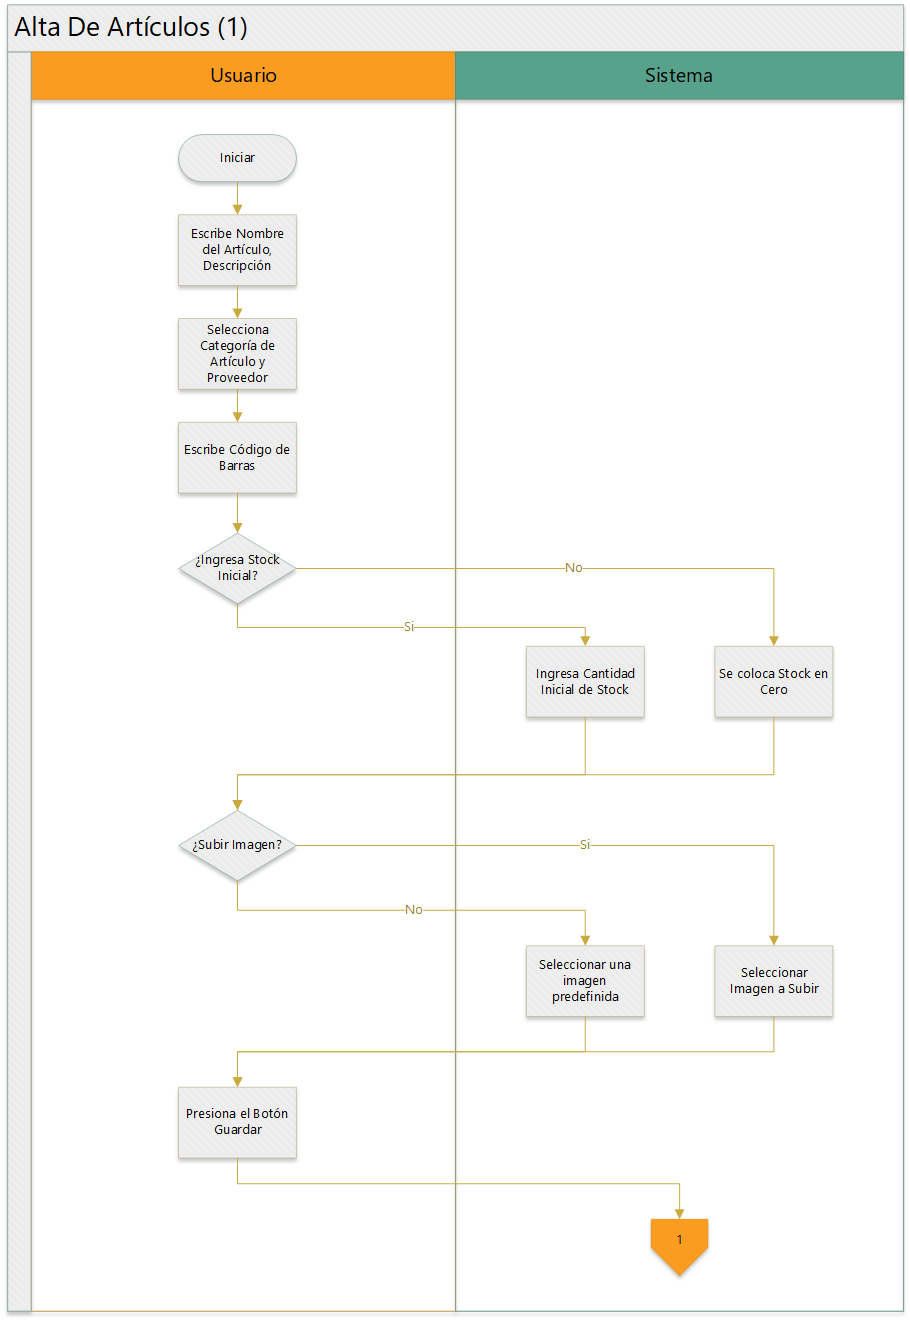 Alta De Artículos (1)
Usuario
Sistema
Iniciar
Escribe Nombre
del Artículo,
Descripción
Selecciona
Categoría de
Artículo y
Proveedor
Escribe Código de
Barras
¿Ingresa Stock
Inicial?
No
Si
Ingresa Cantidad
Inicial de Stock
Se coloca Stock en
Cero
¿Subir Imagen?
Si
No
Seleccionar una
imagen
predefinida
Seleccionar
Imagen a Subir
Presiona el Botón
Guardar
1